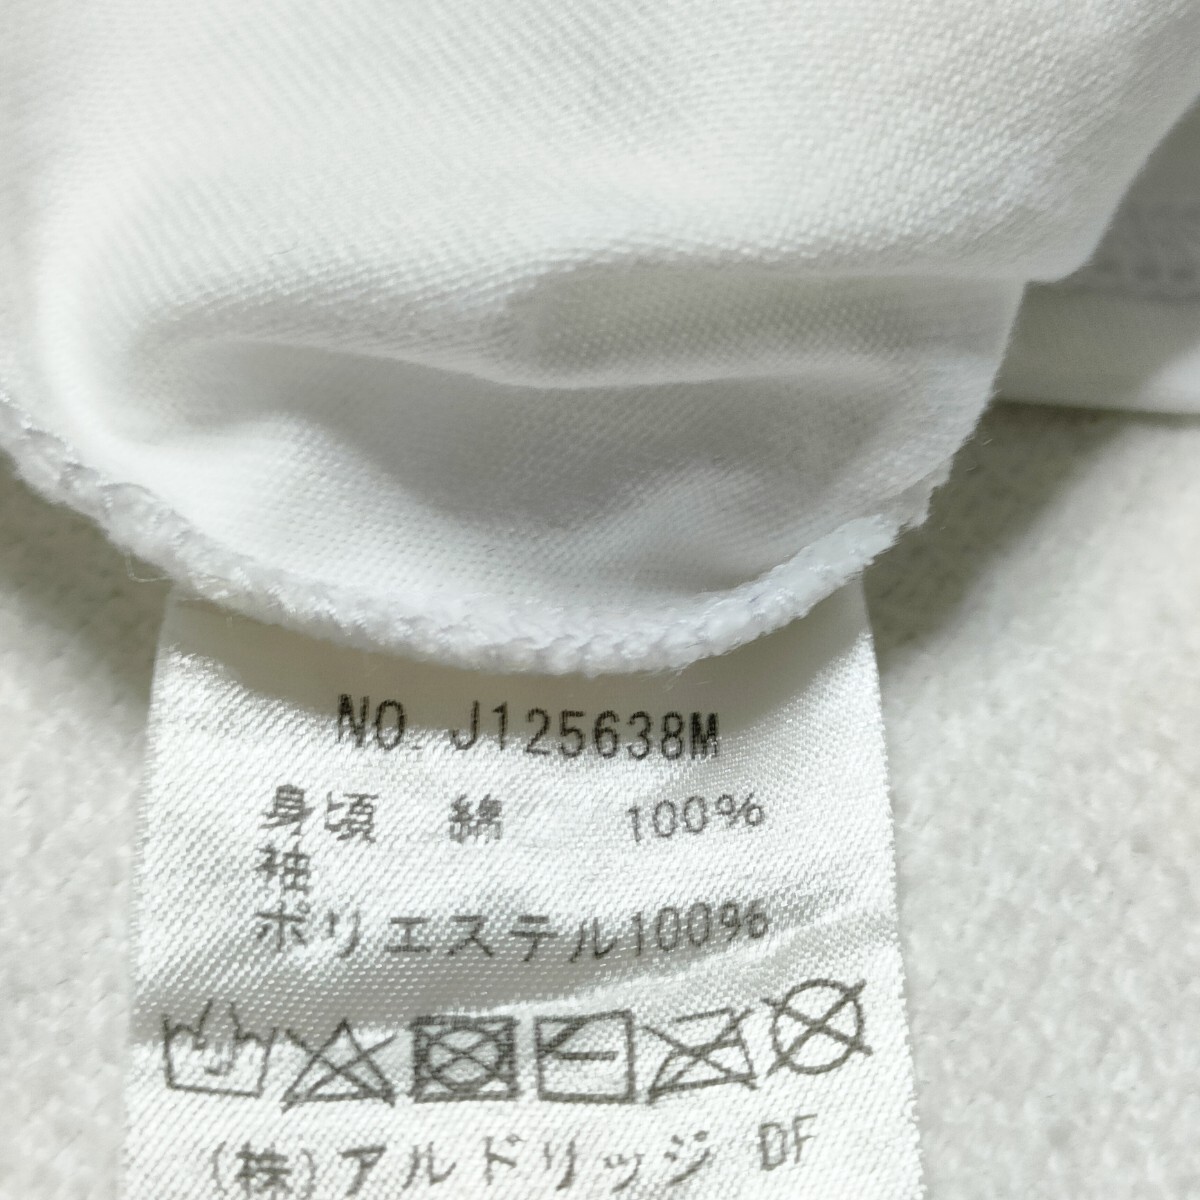 NO. J125638M
身頃 綿 100%
袖
ポリエステル100%
(株)アルドリッジ DF